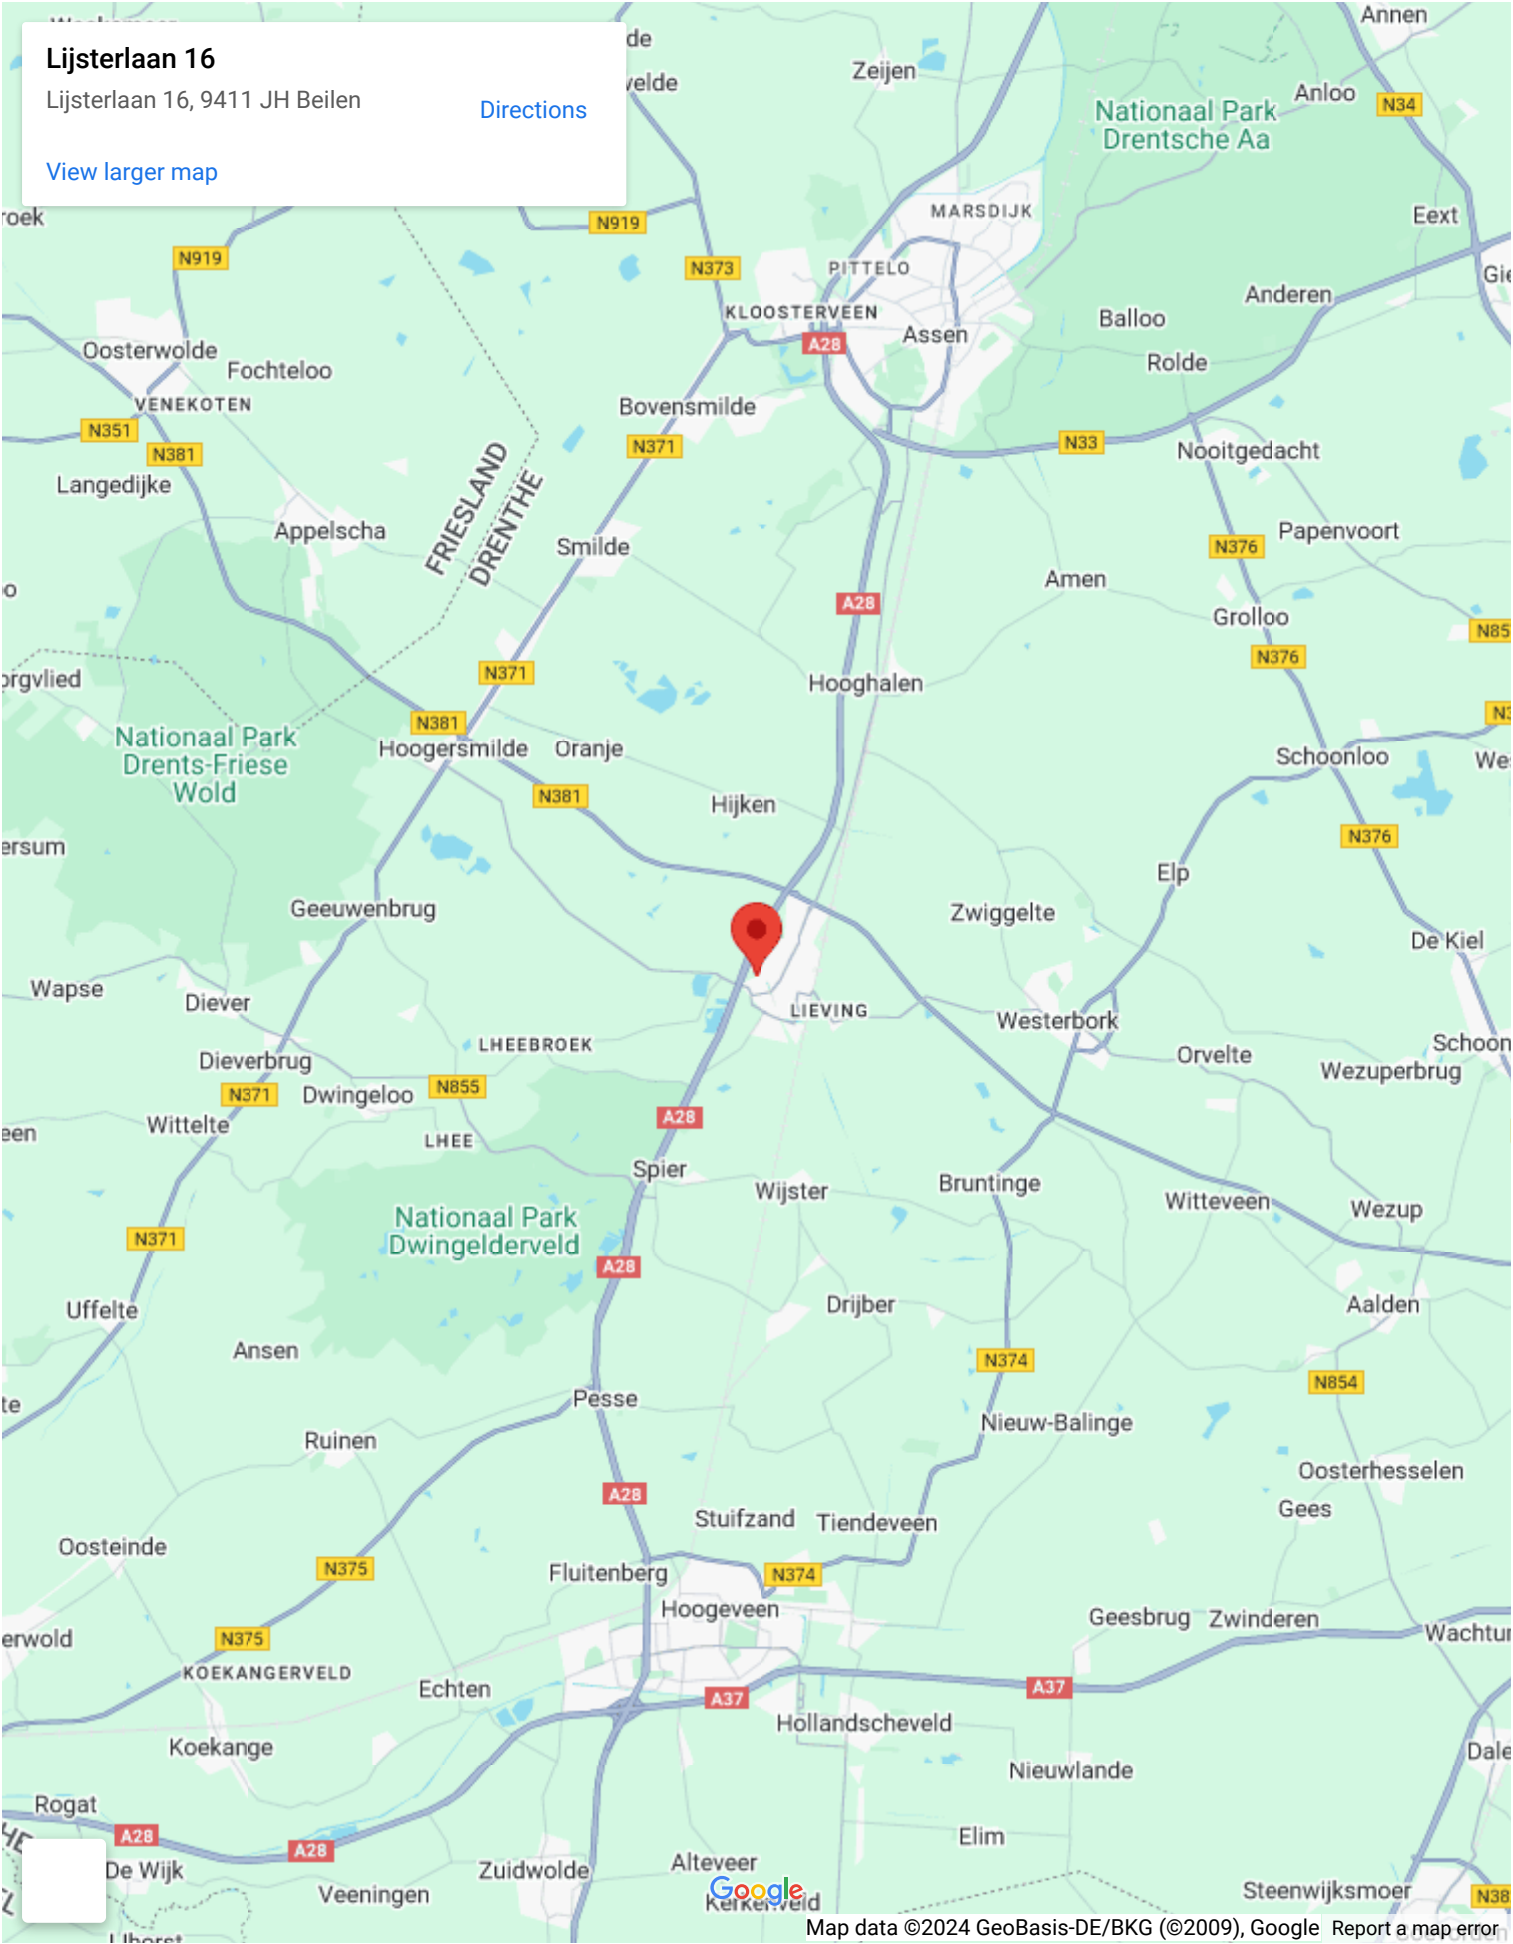 Lijsterlaan 16
Lijsterlaan 16, 9411 JH Beilen
Directions
View larger map
Annen
Zeijen
Anloo
N34
Nationaal Park
Drentsche Aa
MARSDIJK
Eext
N919
N919
N373
PITTELO
Anderen
KLOOSTERVEEN
Balloo
Assen
A28
Oosterwolde
Rolde
Fochteloo
VENEKOTEN
Bovensmilde
N351
N371
N33
N381
Nooitgedacht
Langedijke
FRIESLAND
DRENTHE
Appelscha
Smilde
N376
Papenvoort
Amen
A28
Grolloo
N376
N371
Hooghalen
N381
Nationaal Park
Drents-Friese
Wold
Hoogersmilde
Oranje
Schoonloo
N381
Hijken
N376
Elp
Geeuwenbrug
Zwiggelte
De Kiel
Wapse
Diever
LIEVING
Westerbork
LHEEBROEK
Dieverbrug
Orvelte
Wezuperbrug
N855
N371
Dwingeloo
A28
Wittelte
LHEE
Spier
Wijster
Bruntinge
Witteveen
Wezup
Nationaal Park
Dwingelderveld
N371
A28
Uffelte
Drijber
Aalden
Ansen
N374
N854
Pesse
Nieuw-Balinge
Ruinen
Oosterhesselen
A28
Gees
Stuifzand
Tiendeveen
Oosteinde
N375
Fluitenberg
N374
Hoogeveen
Geesbrug
Zwinderen
N375
KOEKANGERVELD
Echten
A37
A37
Hollandscheveld
Koekange
Nieuwlande
Rogat
A28
A28
Elim
De Wijk
Zuidwolde
Alteveer
Veeningen
Google
Kerkenveld
Steenwijksmoer
Map data ©2024 GeoBasis-DE/BKG (©2009), Google
Report a map error